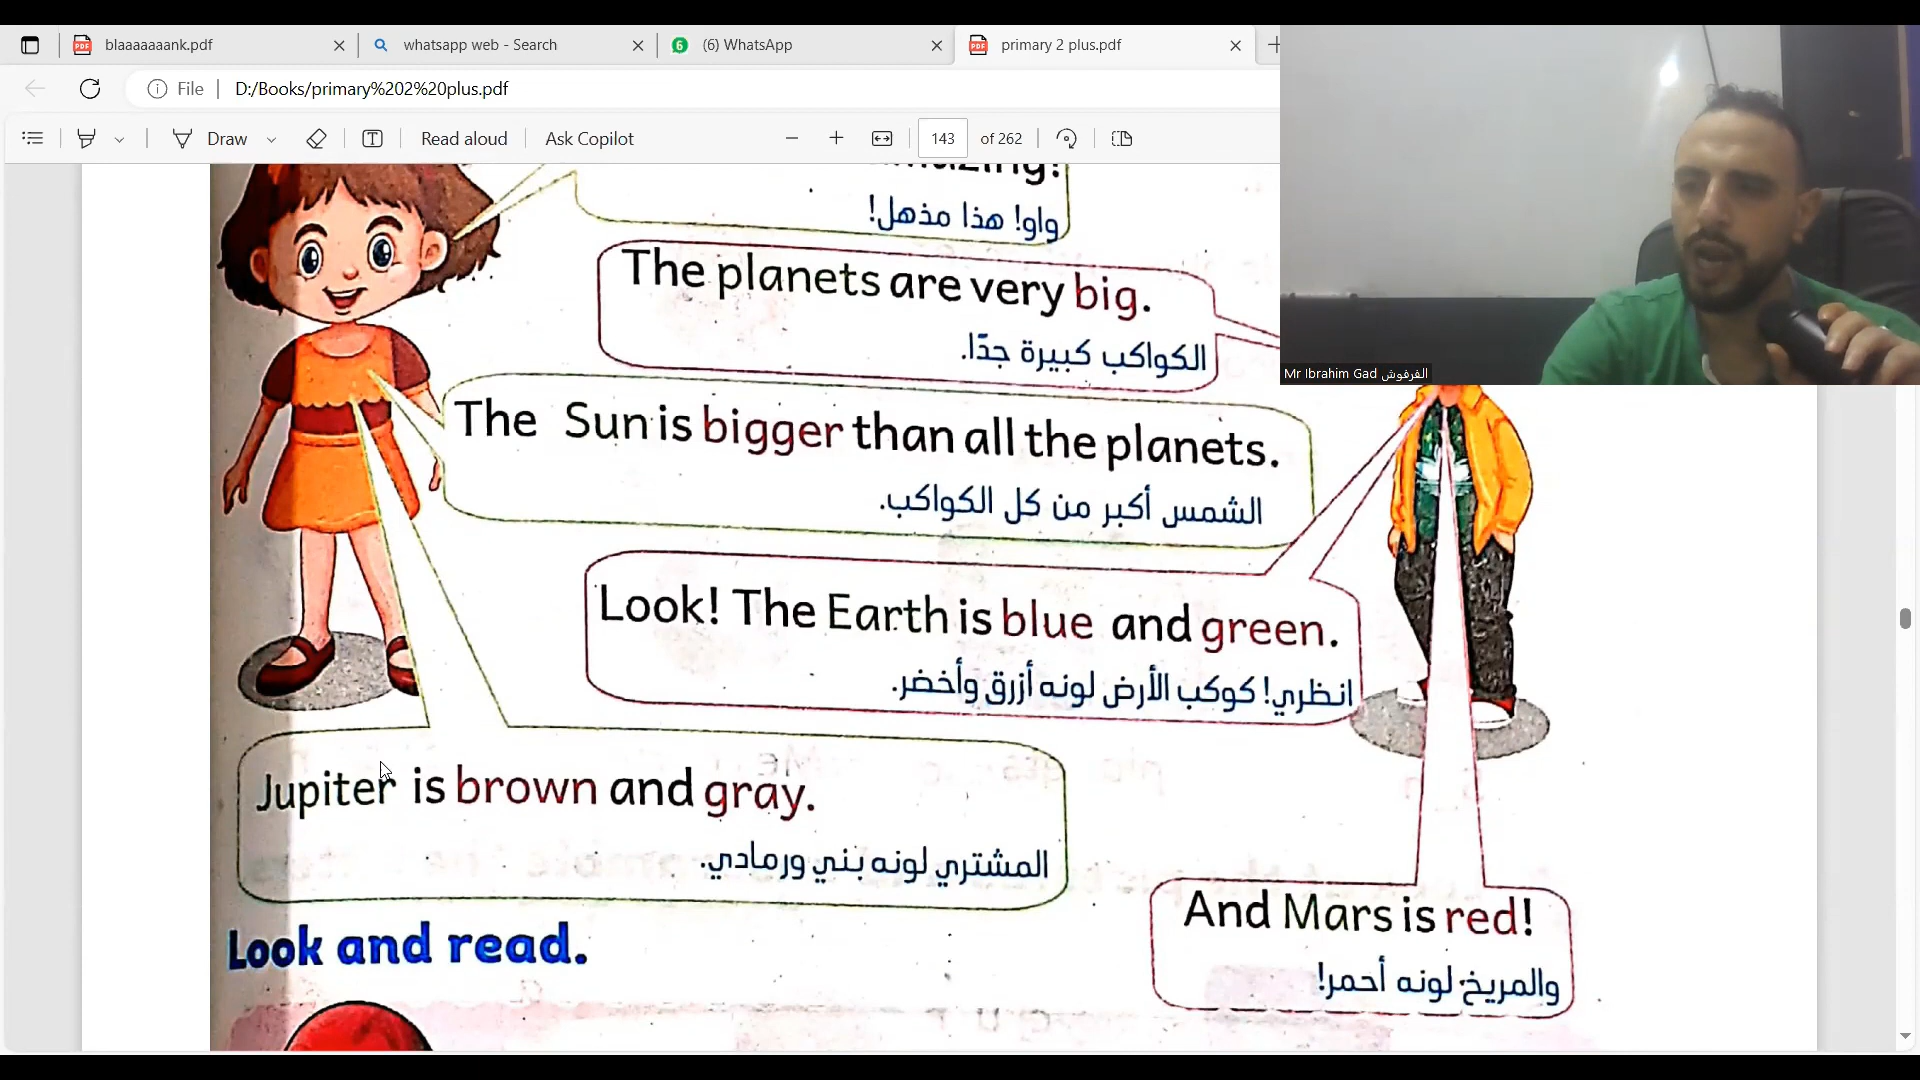 blaaaaaaank.pdf
whatsapp web - Search
6
(6) WhatsApp
primary 2 plus.pdf
File
D:/Books/primary%202%20plus.pdf
Draw
Read aloud
Ask Copilot
143
of 262
واو! هذا مذهل!
The planets are very big.
الكواكب كبيرة جدًا.
Mr Ibrahim Gad الفرفوش
The Sun is bigger than all the planets.
الشمس أكبر من كل الكواكب.
Look! The Earth is blue and green.
انظري! كوكب الأرض لونه أزرق وأخضر.
Jupiter is brown and gray.
المشتري لونه بني ورمادي.
And Mars is red!
والمريخ لونه أحمر!
Look and read.